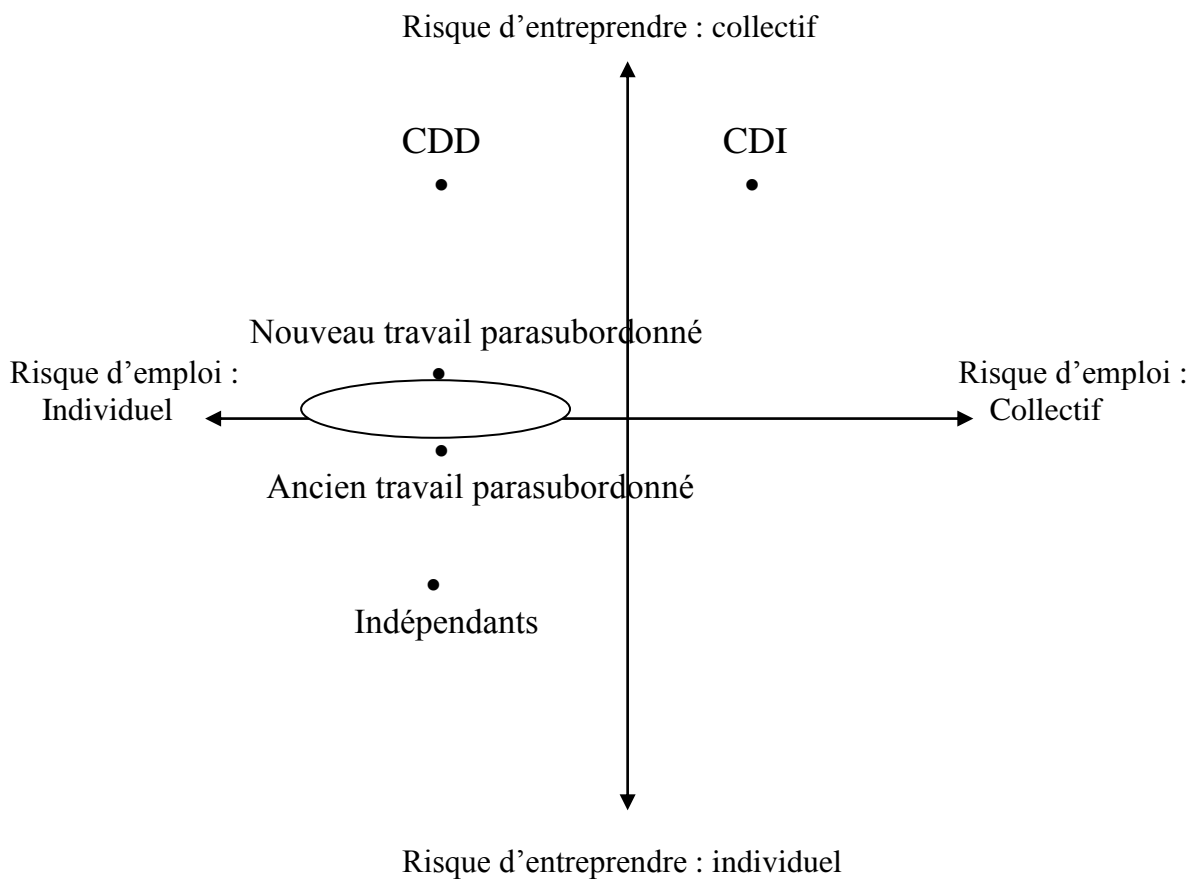 Risque d’entreprendre : collectif
CDD
CDI
Nouveau travail parasubordonné
Risque d’emploi :
Individuel
Risque d’emploi :
Collectif
Ancien travail parasubordonné
Indépendants
Risque d’entreprendre : individuel